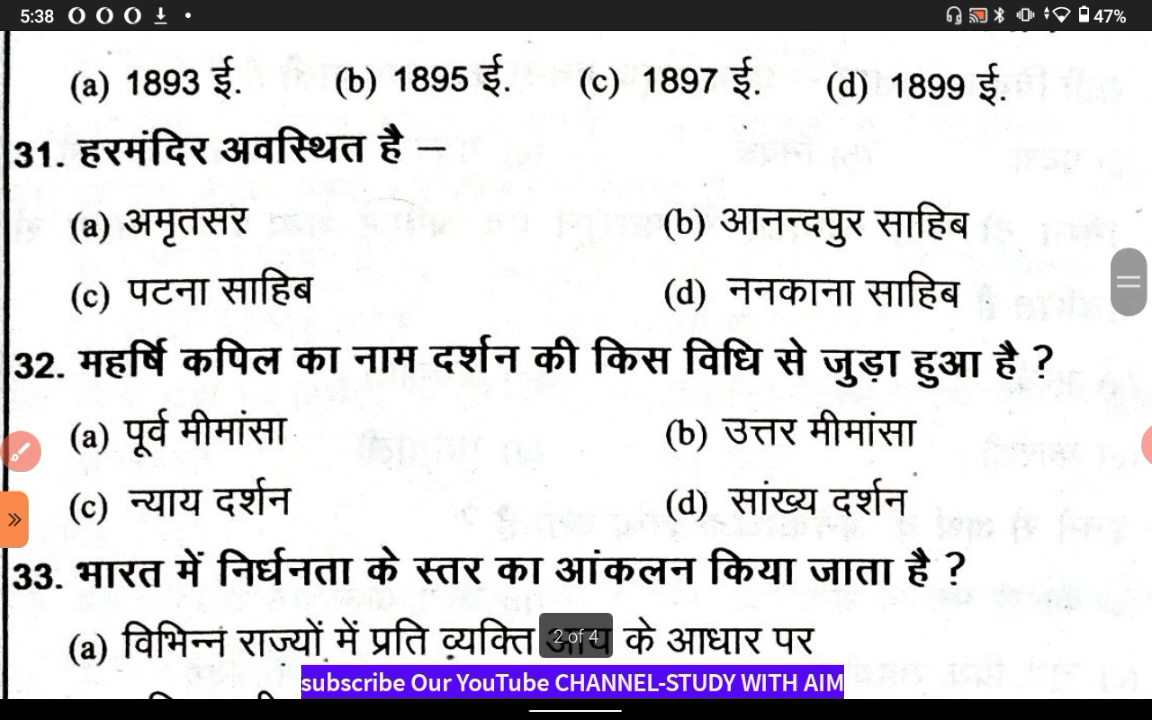 5:38
47%
(a) 1893 ई. (b) 1895 ई. (c) 1897 ई. (d) 1899 ई.
31. हरमंदिर अवस्थित है –
(a) अमृतसर (b) आनन्दपुर साहिब
(c) पटना साहिब (d) ननकाना साहिब
32. महर्षि कपिल का नाम दर्शन की किस विधि से जुड़ा हुआ है ?
(a) पूर्व मीमांसा (b) उत्तर मीमांसा
(c) न्याय दर्शन (d) सांख्य दर्शन
33. भारत में निर्धनता के स्तर का आंकलन किया जाता है ?
(a) विभिन्न राज्यों में प्रति व्यक्ति आय के आधार पर
2 of 4
subscribe Our YouTube CHANNEL-STUDY WITH AIM